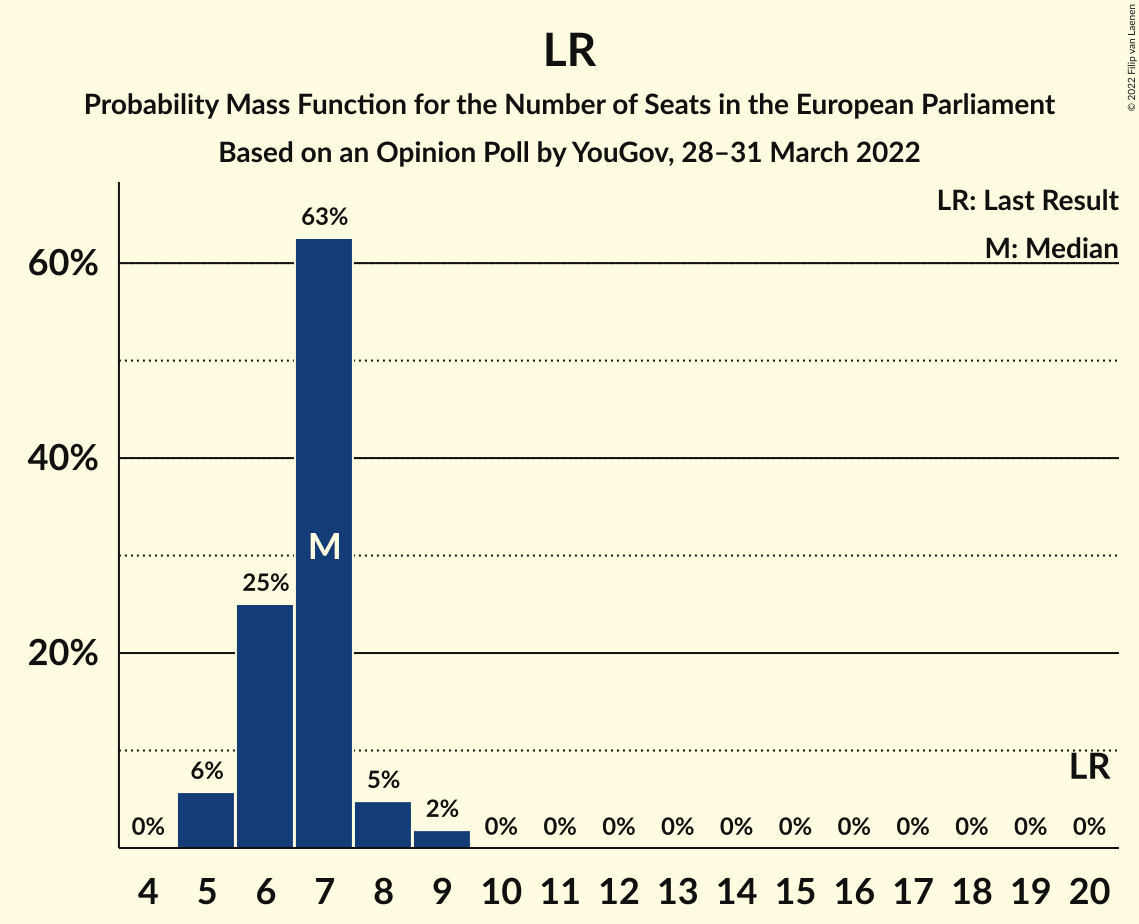 LR
Probability Mass Function for the Number of Seats in the European Parliament
Based on an Opinion Poll by YouGov, 28–31 March 2022
© 2022 Filip van Laenen
LR: Last Result
M: Median
63%
60%
40%
M
25%
20%
6%
5%
2%
LR
0%
0% 0% 0% 0% 0% 0% 0% 0% 0% 0% 0%
4 5 6 7 8 9 10 11 12 13 14 15 16 17 18 19 20